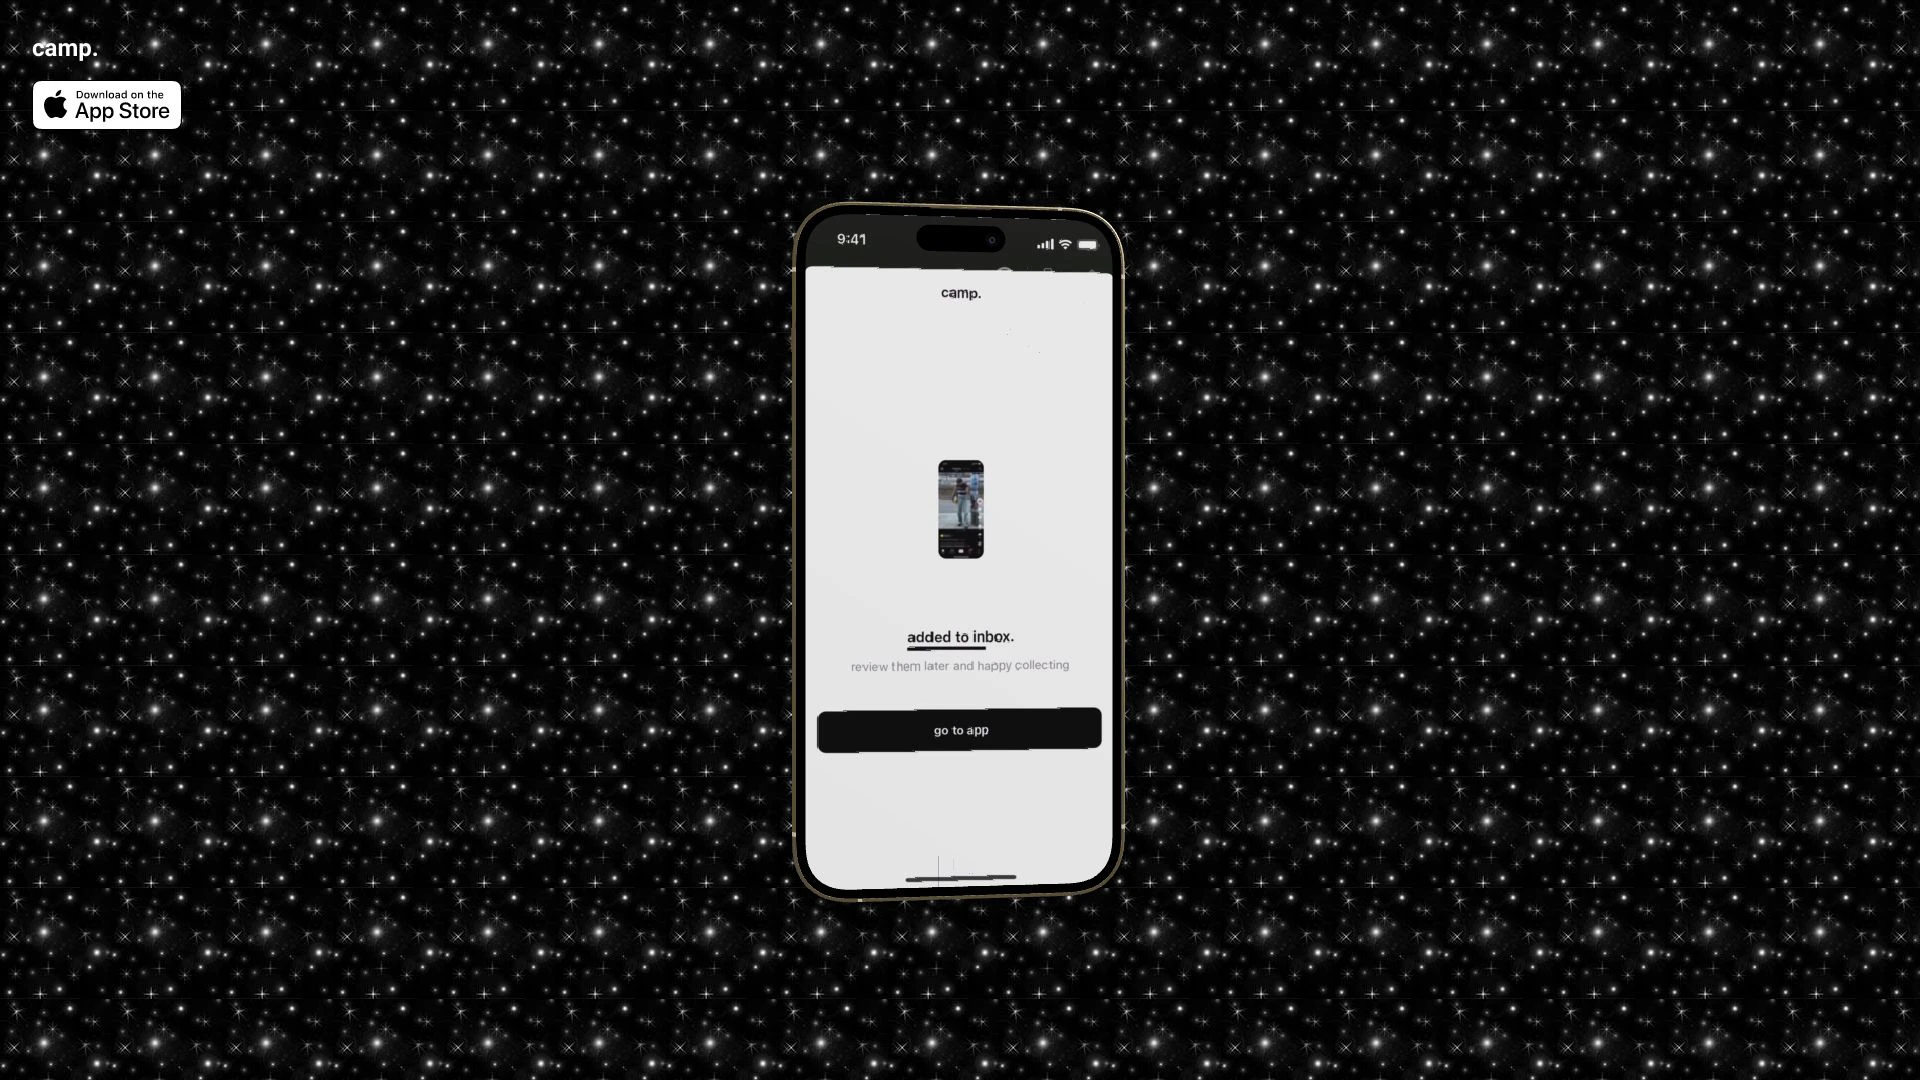 camp.
Download on the
App Store
9:41
camp.
added to inbox.
review them later and happy collecting
go to app